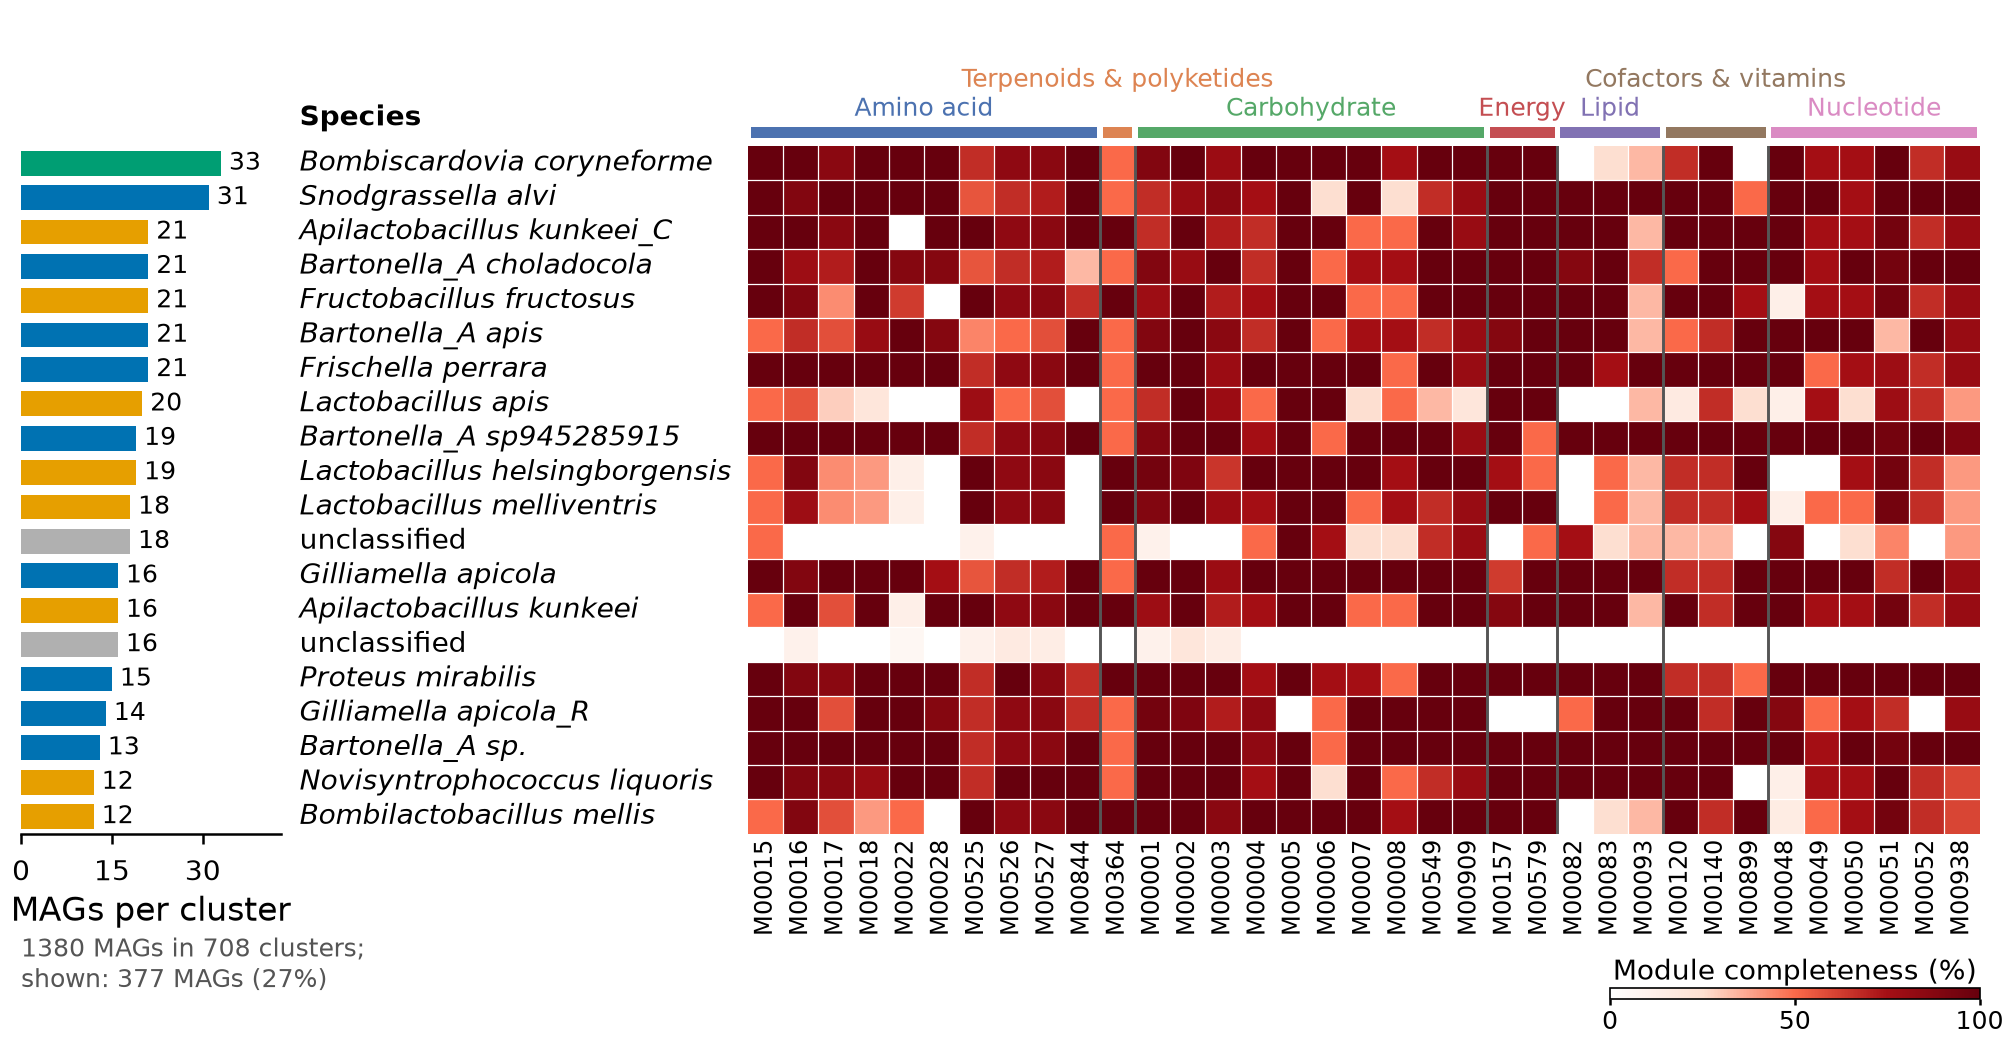 Terpenoids & polyketides
Cofactors & vitamins
Amino acid
Carbohydrate
Energy
Lipid
Nucleotide
Species
33 Bombiscardovia coryneforme
31 Snodgrassella alvi
21 Apilactobacillus kunkeei_C
21 Bartonella_A choladocola
21 Fructobacillus fructosus
21 Bartonella_A apis
21 Frischella perrara
20 Lactobacillus apis
19 Bartonella_A sp945285915
19 Lactobacillus helsingborgensis
18 Lactobacillus melliventris
18 unclassified
16 Gilliamella apicola
16 Apilactobacillus kunkeei
16 unclassified
15 Proteus mirabilis
14 Gilliamella apicola_R
13 Bartonella_A sp.
12 Novisyntrophococcus liquoris
12 Bombilactobacillus mellis
0 15 30
MAGs per cluster
1380 MAGs in 708 clusters;
shown: 377 MAGs (27%)
M00015
M00016
M00017
M00018
M00022
M00028
M00525
M00526
M00527
M00844
M00364
M00001
M00002
M00003
M00004
M00005
M00006
M00007
M00008
M00549
M00909
M00157
M00579
M00082
M00083
M00093
M00120
M00140
M00899
M00048
M00049
M00050
M00051
M00052
M00938
Module completeness (%)
0 50 100